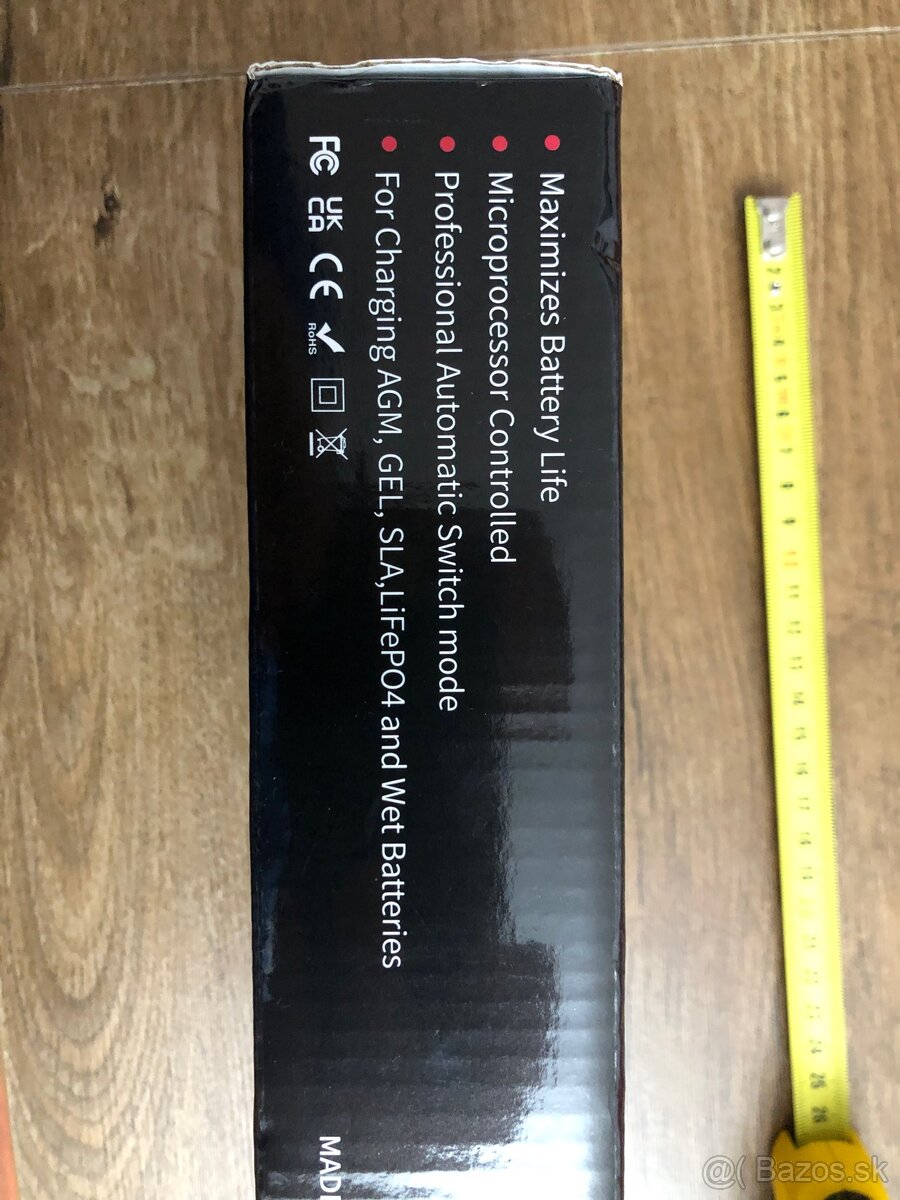 Maximizes Battery Life
Microprocessor Controlled
Professional Automatic Switch mode
For Charging AGM, GEL, SLA,LiFePO4 and Wet Batteries
FC UK CA CE RoHS
MADE
@( Bazos.sk